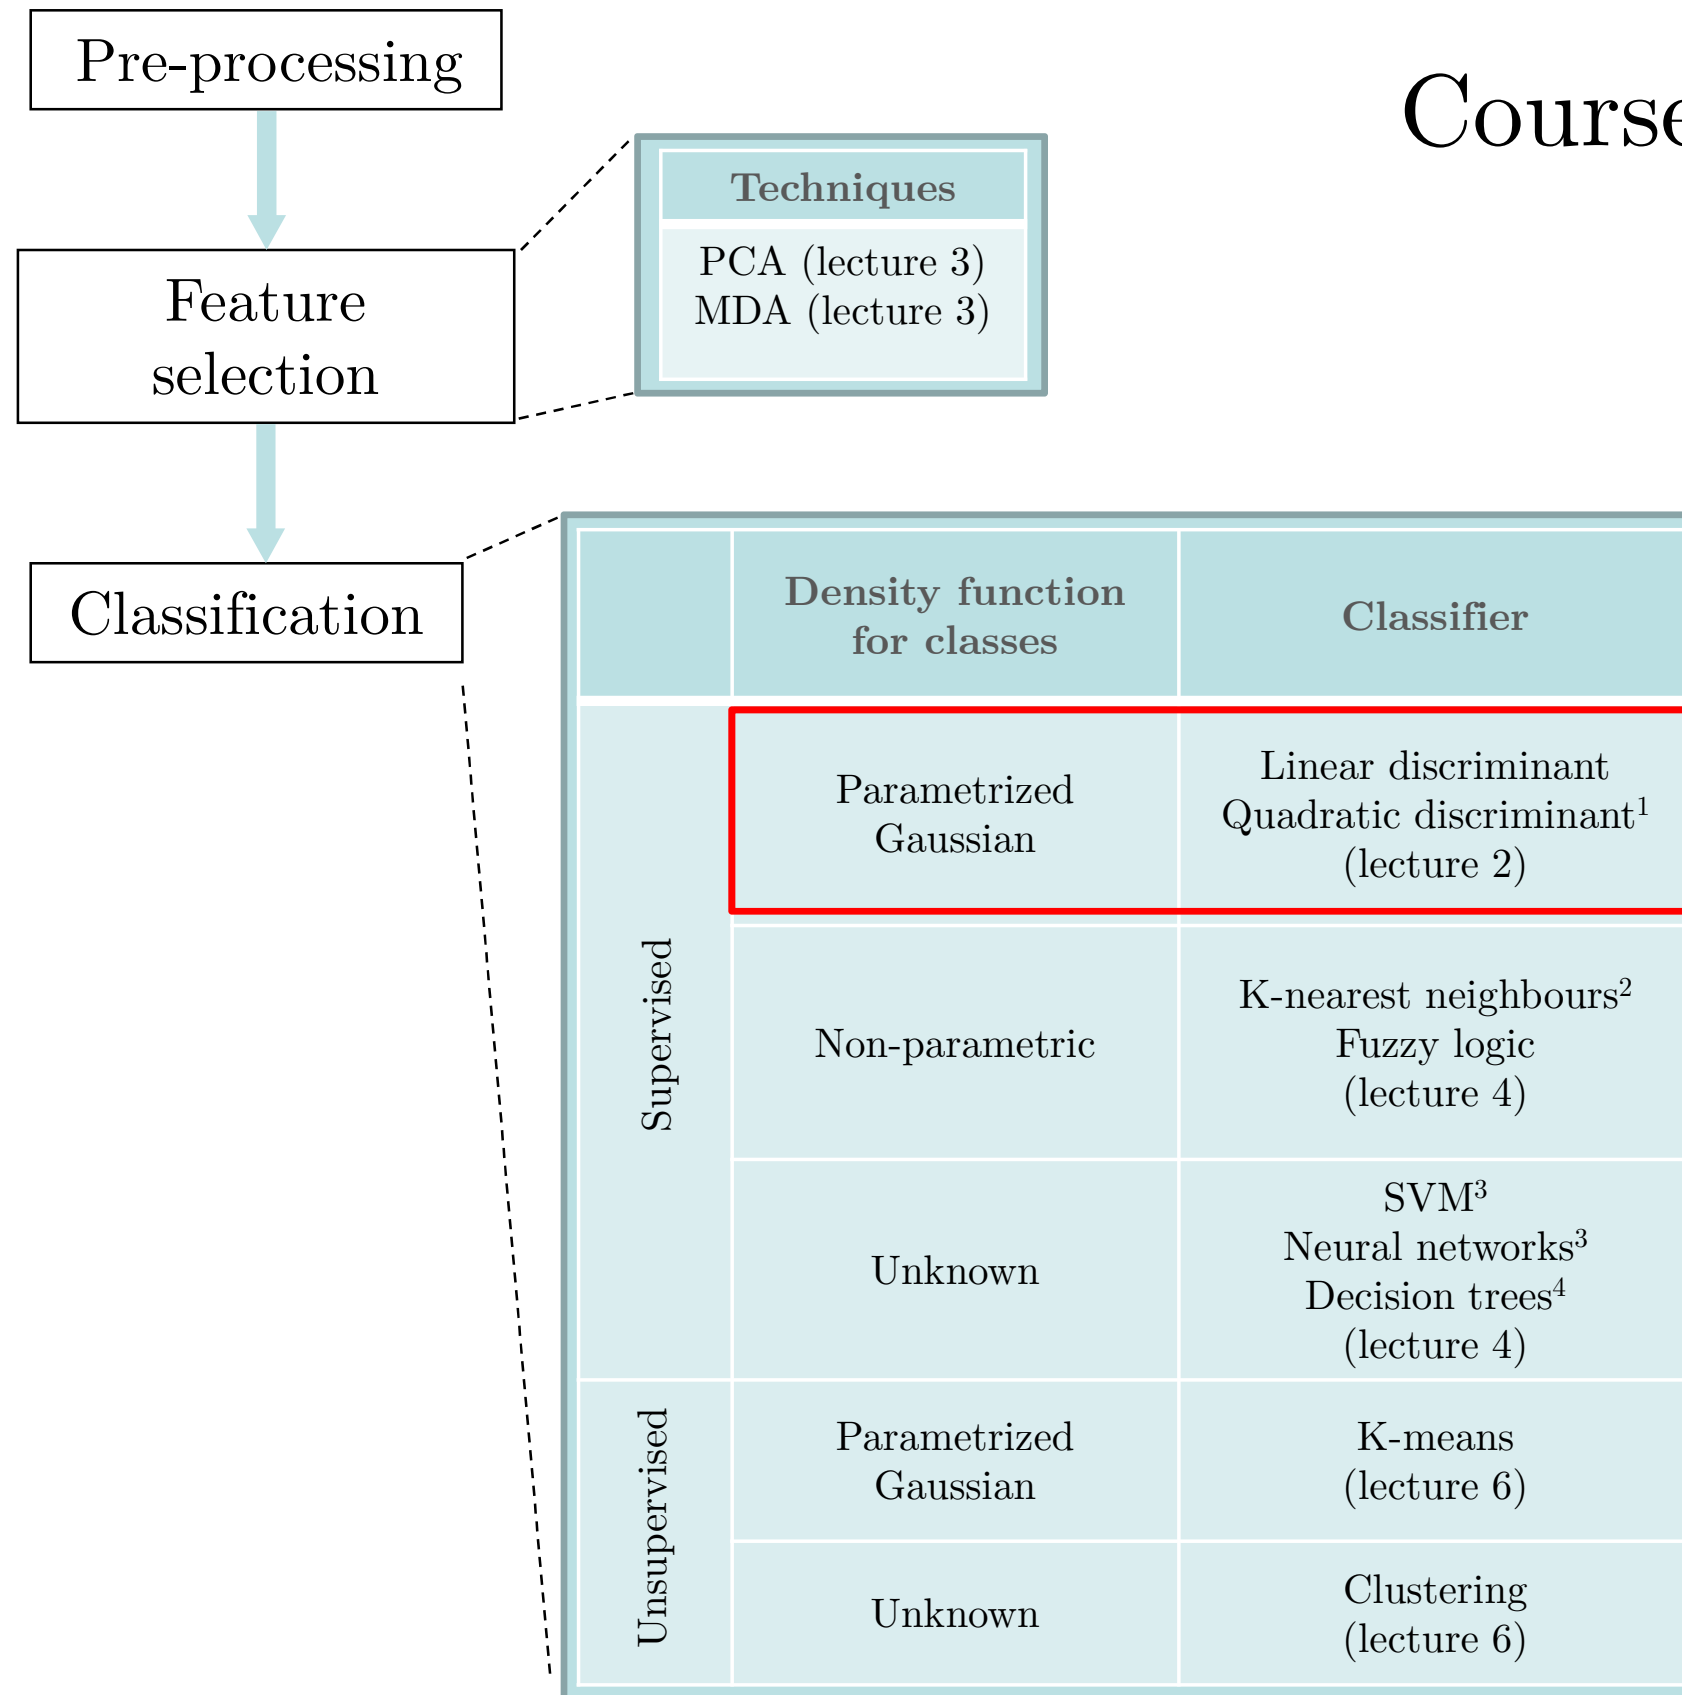 Pre-processing
Course
Techniques
PCA (lecture 3)
MDA (lecture 3)
Feature
selection
Classification
Density function
for classes
Classifier
Supervised
Parametrized
Gaussian
Linear discriminant
Quadratic discriminant¹
(lecture 2)
Non-parametric
K-nearest neighbours²
Fuzzy logic
(lecture 4)
Unknown
SVM³
Neural networks³
Decision trees⁴
(lecture 4)
Unsupervised
Parametrized
Gaussian
K-means
(lecture 6)
Unknown
Clustering
(lecture 6)